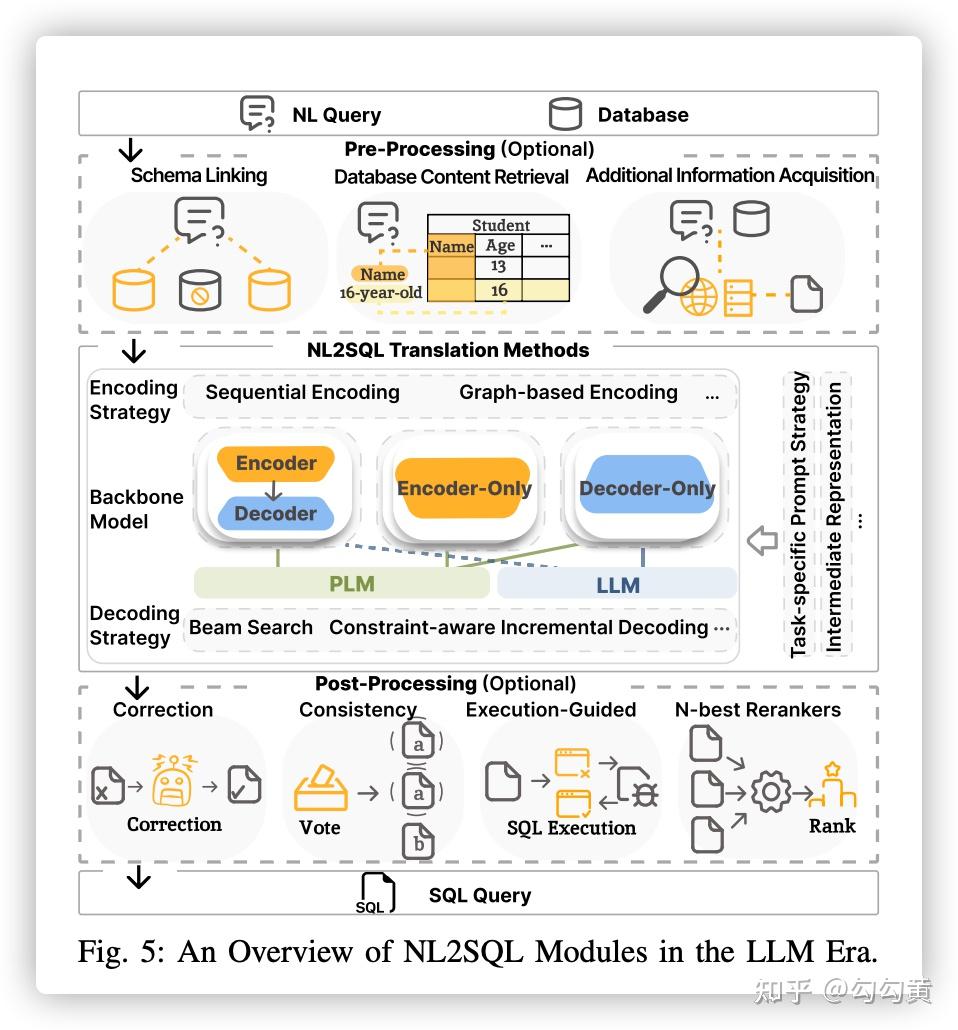 NL Query
Database
Pre-Processing (Optional)
Schema Linking
Database Content Retrieval
Additional Information Acquisition
Student
Name Age ...
13
16
Name
16-year-old
NL2SQL Translation Methods
Encoding
Strategy
Sequential Encoding
Graph-based Encoding
...
Backbone
Model
Encoder
Decoder
Encoder-Only
Decoder-Only
PLM
LLM
Decoding
Strategy
Beam Search
Constraint-aware Incremental Decoding ...
Task-specific Prompt Strategy
Intermediate Representation
...
Post-Processing (Optional)
Correction
Consistency
Execution-Guided
N-best Rerankers
Correction
Vote
a
a
b
SQL Execution
Rank
SQL
SQL Query
Fig. 5: An Overview of NL2SQL Modules in the LLM Era.
知乎 @勾勾黄